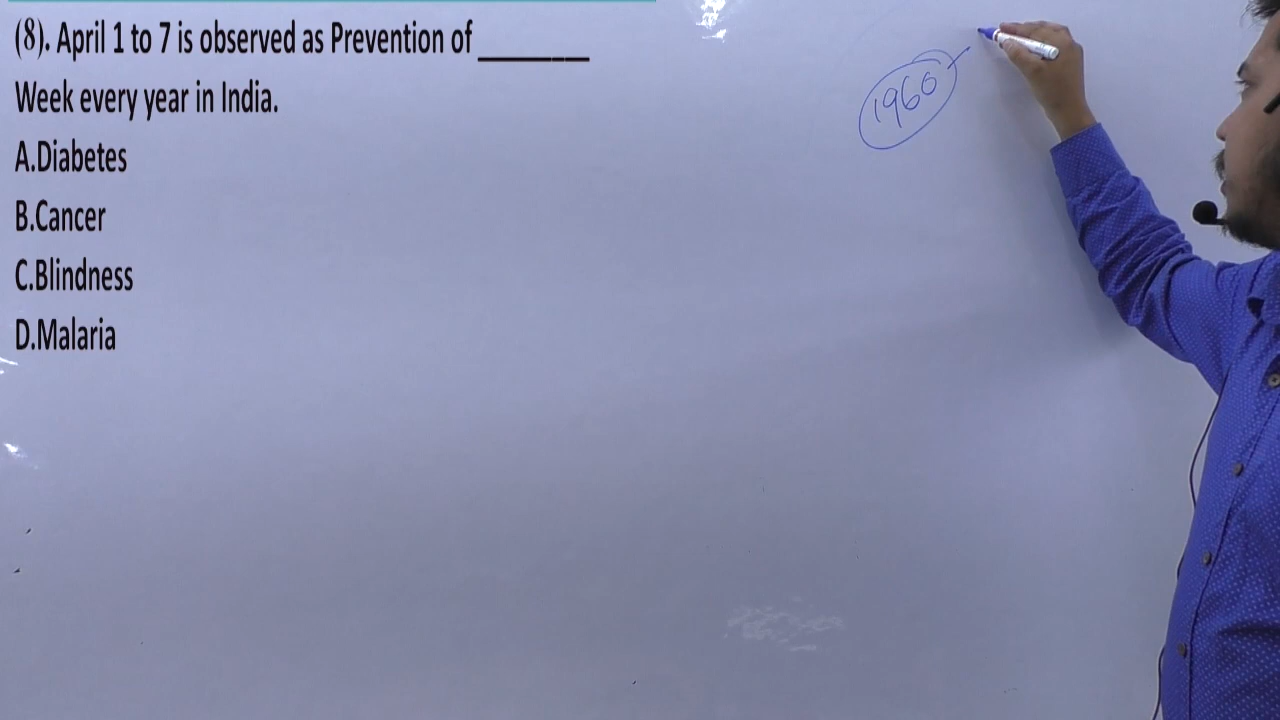 (8). April 1 to 7 is observed as Prevention of ________
Week every year in India.
A.Diabetes
B.Cancer
C.Blindness
D.Malaria
1960